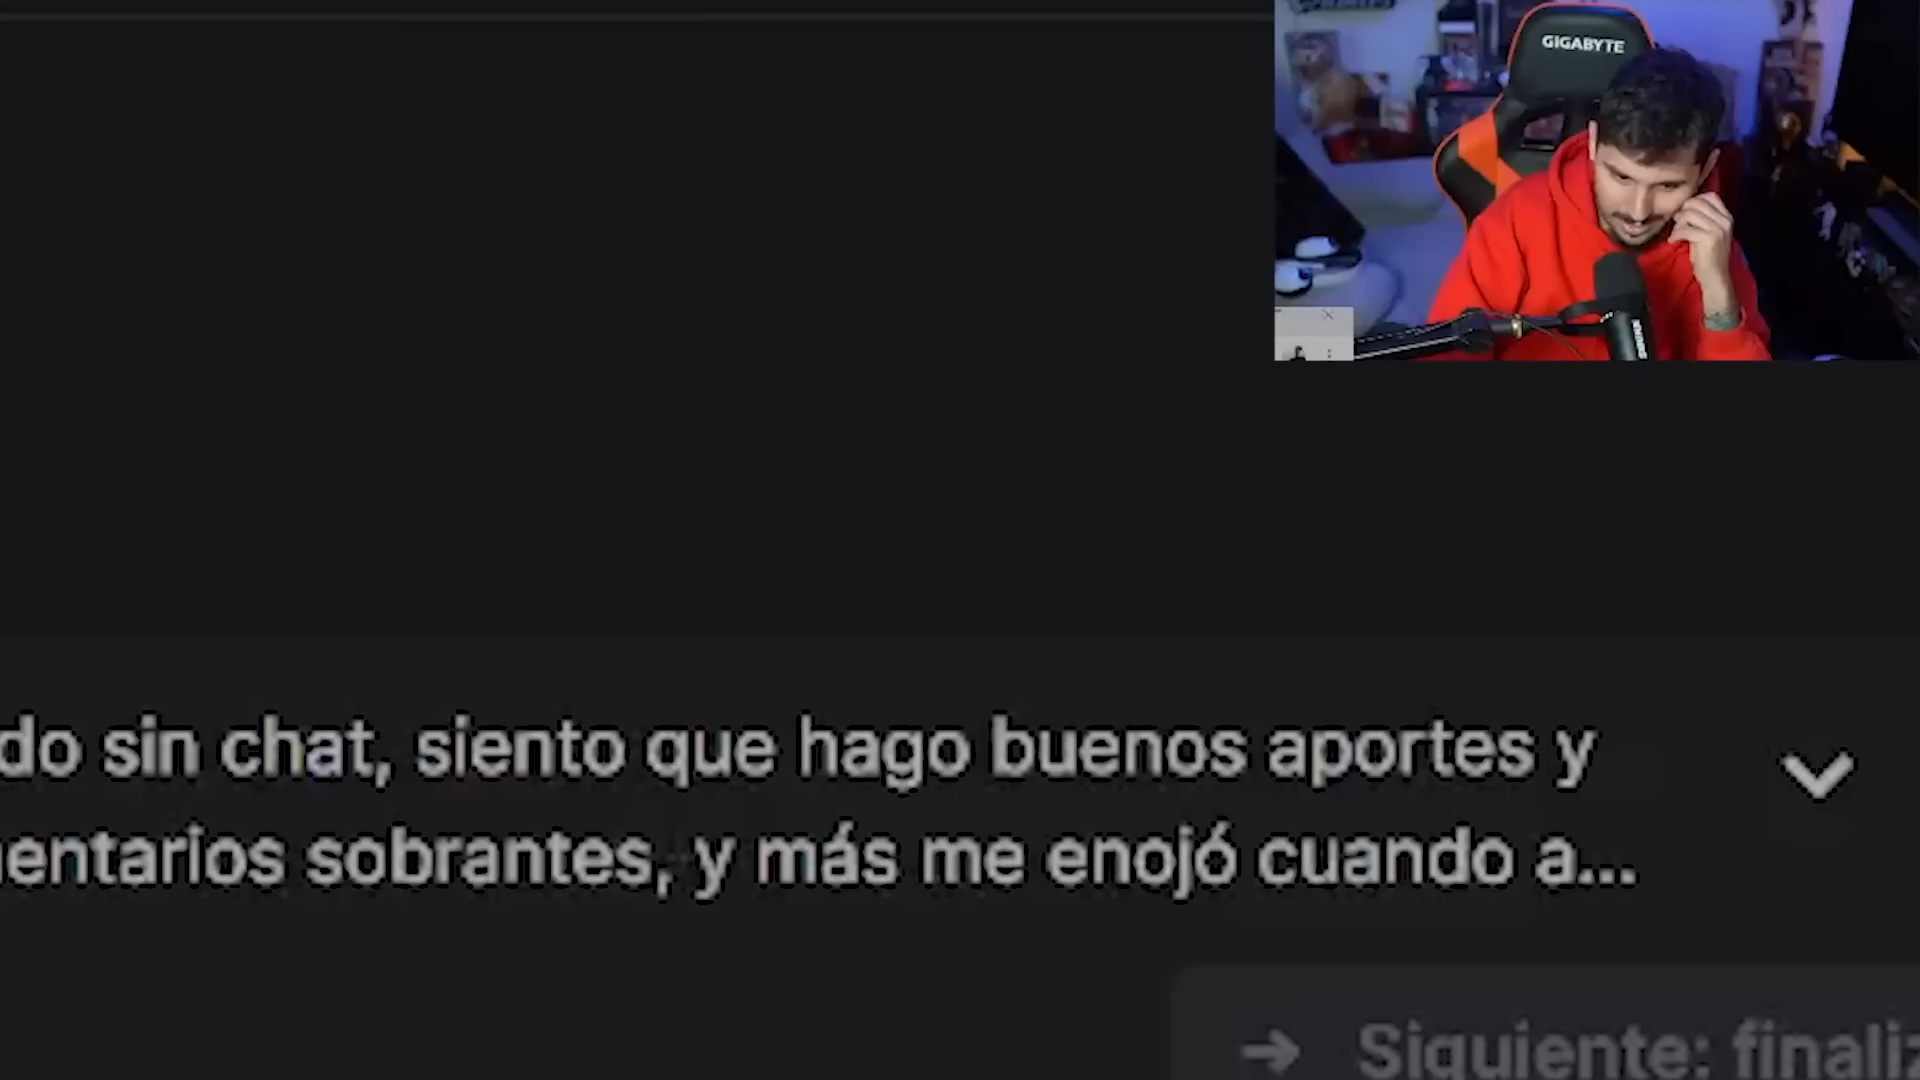 GIGABYTE
do sin chat, siento que hago buenos aportes y
entarios sobrantes, y más me enojó cuando a...
→ Siguiente: finaliz